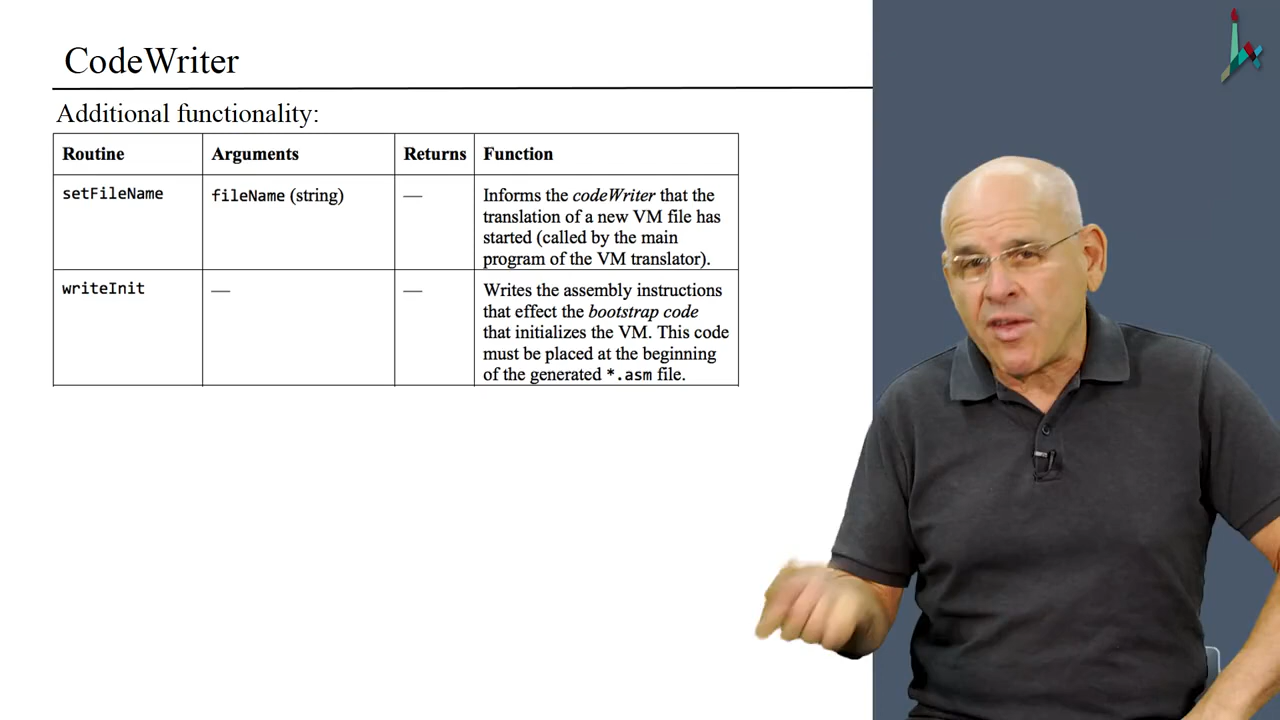 CodeWriter
Additional functionality:
Routine Arguments Returns Function
setFileName fileName (string) — Informs the codeWriter that the
translation of a new VM file has
started (called by the main
program of the VM translator).
writeInit — — Writes the assembly instructions
that effect the bootstrap code
that initializes the VM. This code
must be placed at the beginning
of the generated *.asm file.